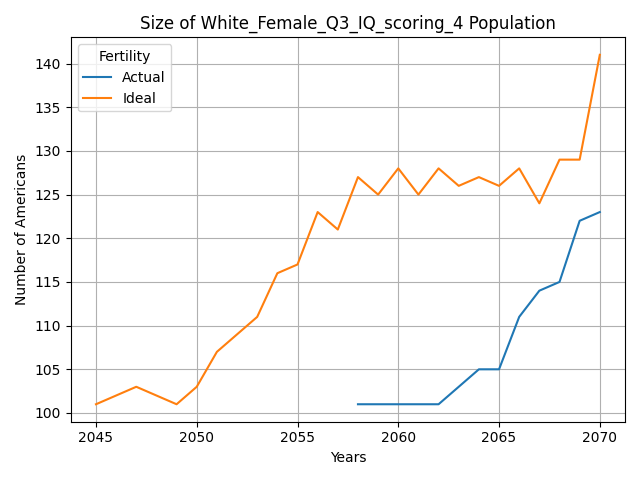 Size of White_Female_Q3_IQ_scoring_4 Population
Fertility
Actual
Ideal
Number of Americans
140
135
130
125
120
115
110
105
100
2045 2050 2055 2060 2065 2070
Years